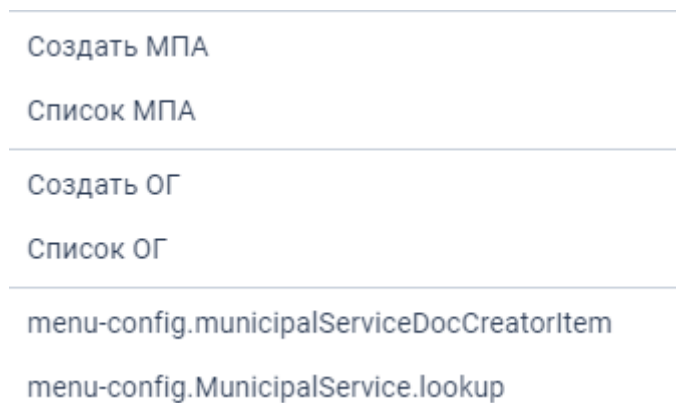 Создать МПА
Список МПА
Создать ОГ
Список ОГ
menu-config.municipalServiceDocCreatorItem
menu-config.MunicipalService.lookup